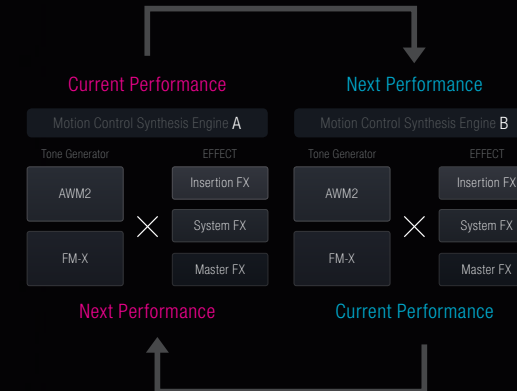 Current Performance
Next Performance
Motion Control Synthesis Engine A
Motion Control Synthesis Engine B
Tone Generator
EFFECT
Tone Generator
EFFECT
AWM2
Insertion FX
AWM2
Insertion FX
System FX
System FX
FM-X
Master FX
FM-X
Master FX
Next Performance
Current Performance